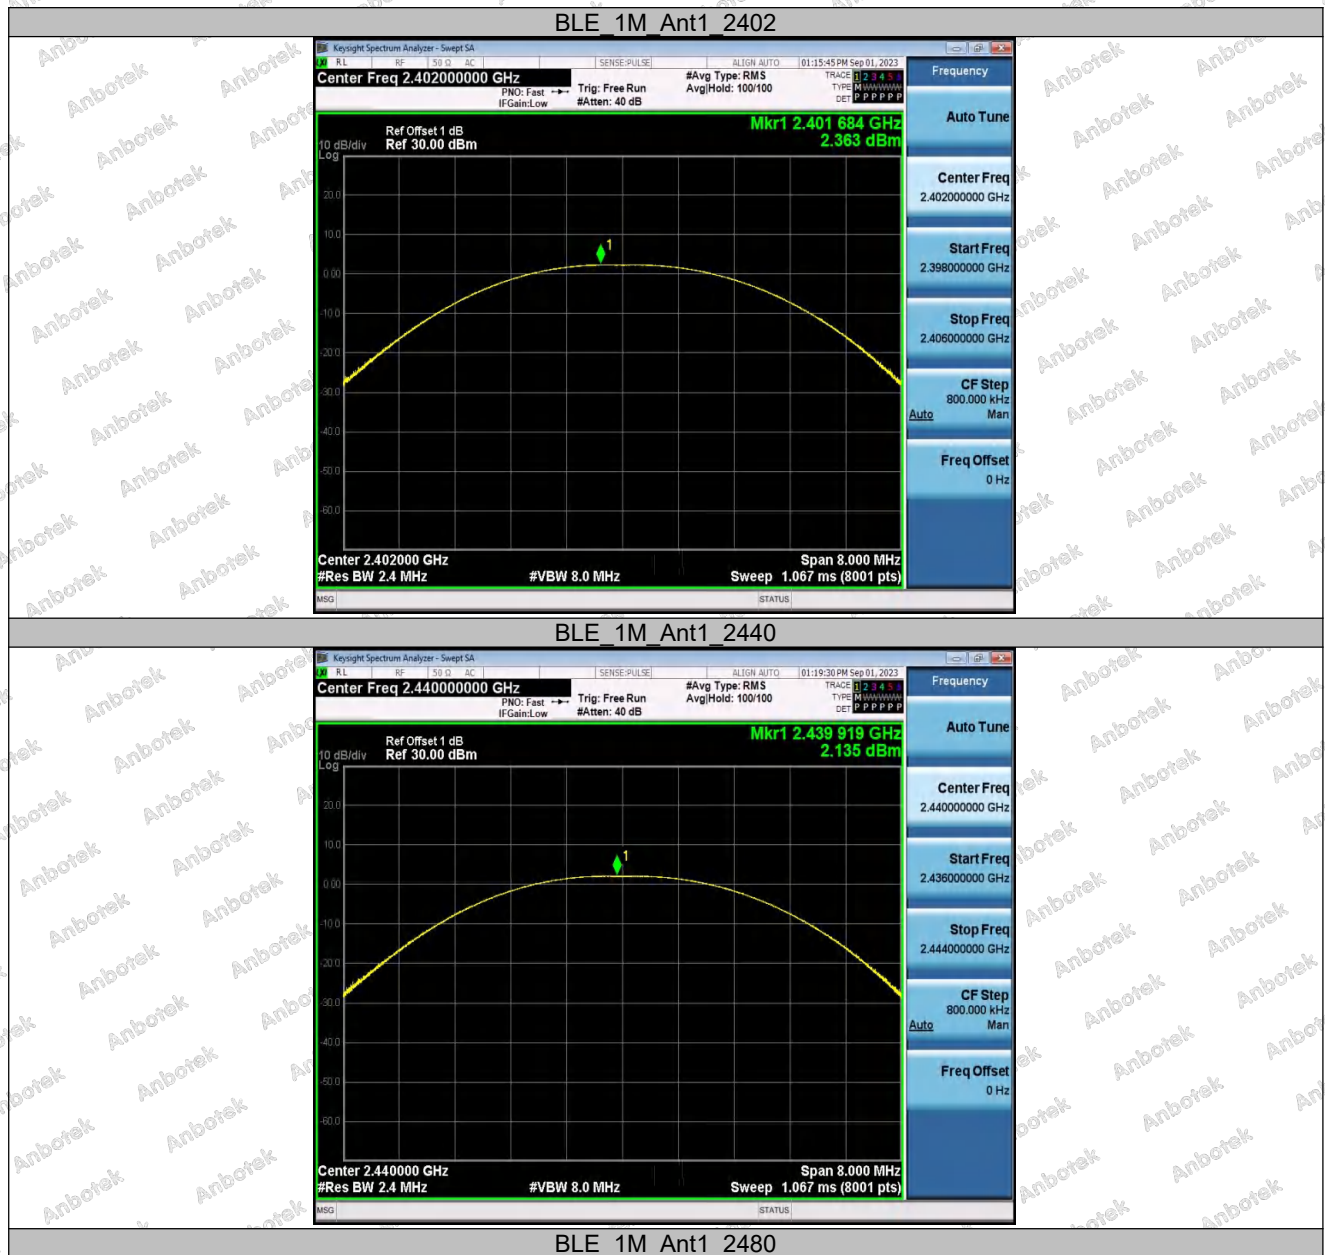 BLE_1M_Ant1_2402
Keysight Spectrum Analyzer - Swept SA
RL RF 50 Ω AC SENSE:PULSE ALIGN AUTO 01:15:45 PM Sep 01, 2023
Center Freq 2.402000000 GHz
PNO: Fast
IFGain:Low
Trig: Free Run
#Atten: 40 dB
#Avg Type: RMS
Avg|Hold: 100/100
TRACE 1 2 3 4 5 6
TYPE M W W W W W
DET P P P P P P
Frequency
Mkr1 2.401 684 GHz
2.363 dBm
Ref Offset 1 dB
10 dB/div Ref 30.00 dBm
Log
20.0
10.0
1
0.00
-10.0
-20.0
-30.0
-40.0
-50.0
-60.0
Center 2.402000 GHz Span 8.000 MHz
#Res BW 2.4 MHz #VBW 8.0 MHz Sweep 1.067 ms (8001 pts)
MSG STATUS
Auto Tune
Center Freq
2.402000000 GHz
Start Freq
2.398000000 GHz
Stop Freq
2.406000000 GHz
CF Step
800.000 kHz
Auto Man
Freq Offset
0 Hz
BLE_1M_Ant1_2440
Keysight Spectrum Analyzer - Swept SA
RL RF 50 Ω AC SENSE:PULSE ALIGN AUTO 01:19:30 PM Sep 01, 2023
Center Freq 2.440000000 GHz
PNO: Fast
IFGain:Low
Trig: Free Run
#Atten: 40 dB
#Avg Type: RMS
Avg|Hold: 100/100
TRACE 1 2 3 4 5 6
TYPE M W W W W W
DET P P P P P P
Frequency
Mkr1 2.439 919 GHz
2.135 dBm
Ref Offset 1 dB
10 dB/div Ref 30.00 dBm
Log
20.0
10.0
1
0.00
-10.0
-20.0
-30.0
-40.0
-50.0
-60.0
Center 2.440000 GHz Span 8.000 MHz
#Res BW 2.4 MHz #VBW 8.0 MHz Sweep 1.067 ms (8001 pts)
MSG STATUS
Auto Tune
Center Freq
2.440000000 GHz
Start Freq
2.436000000 GHz
Stop Freq
2.444000000 GHz
CF Step
800.000 kHz
Auto Man
Freq Offset
0 Hz
BLE_1M_Ant1_2480
Anbotek